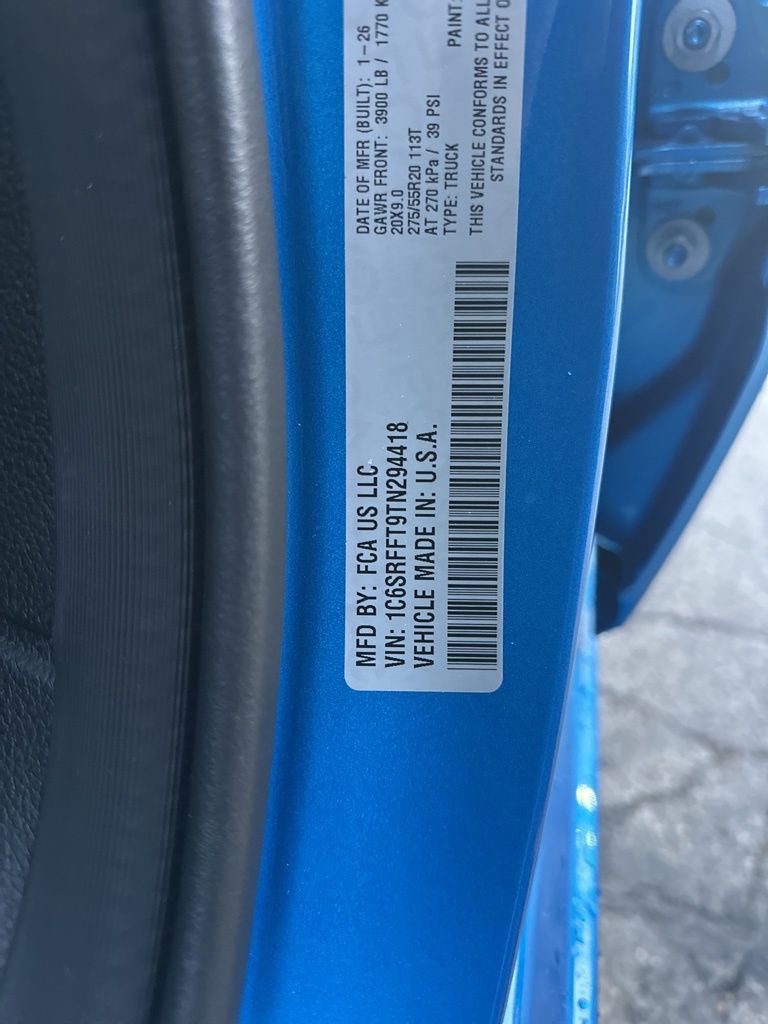 MFD BY: FCA US LLC
VIN: 1C6SRFFT9TN294418
VEHICLE MADE IN: U.S.A.
DATE OF MFR (BUILT): 1-26
GAWR FRONT: 3900 LB / 1770 K
20X9.0
275/55R20 113T
AT 270 kPa / 39 PSI
TYPE: TRUCK
PAINT:
THIS VEHICLE CONFORMS TO ALL
STANDARDS IN EFFECT O